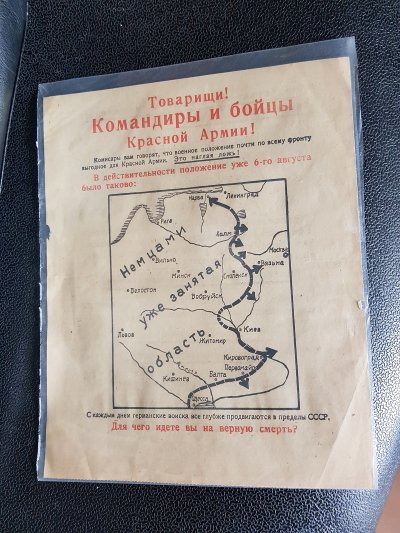 Товарищи!
Командиры и бойцы
Красной Армии!
Комисары вам говорят, что военное положение почти по всему фронту
выгодное для Красной Армии. Это наглая ложь!
В действительности положение уже 6-го августа
было таково:
Нарва
Ленинград
Рига
Холм
Москва
Немцами
Вильно
Вязьма
Минск
Смоленск
уже занятая
Белосток
Бобруйск
область
Киев
Львов
Житомир
Кировоград
Первомайск
Балта
Кишинев
Одесса
С каждым днем германские войска все глубже продвигаются в пределы СССР.
Для чего идете вы на верную смерть?